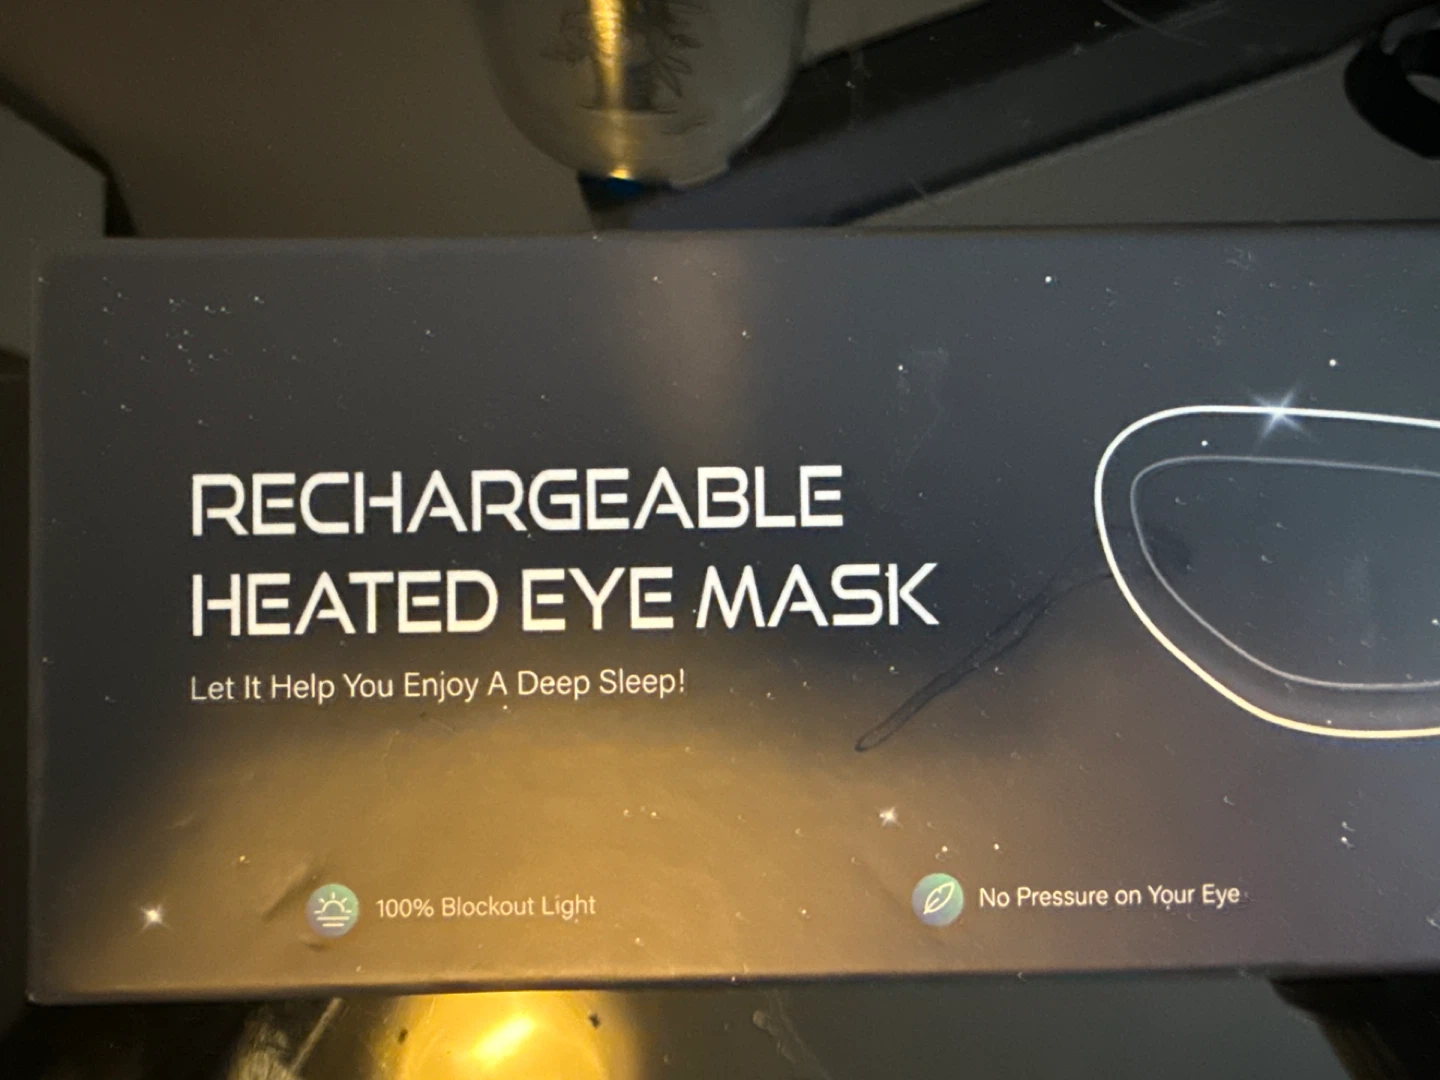 RECHARGEABLE
HEATED EYE MASK
Let It Help You Enjoy A Deep Sleep!
100% Blockout Light
No Pressure on Your Eye